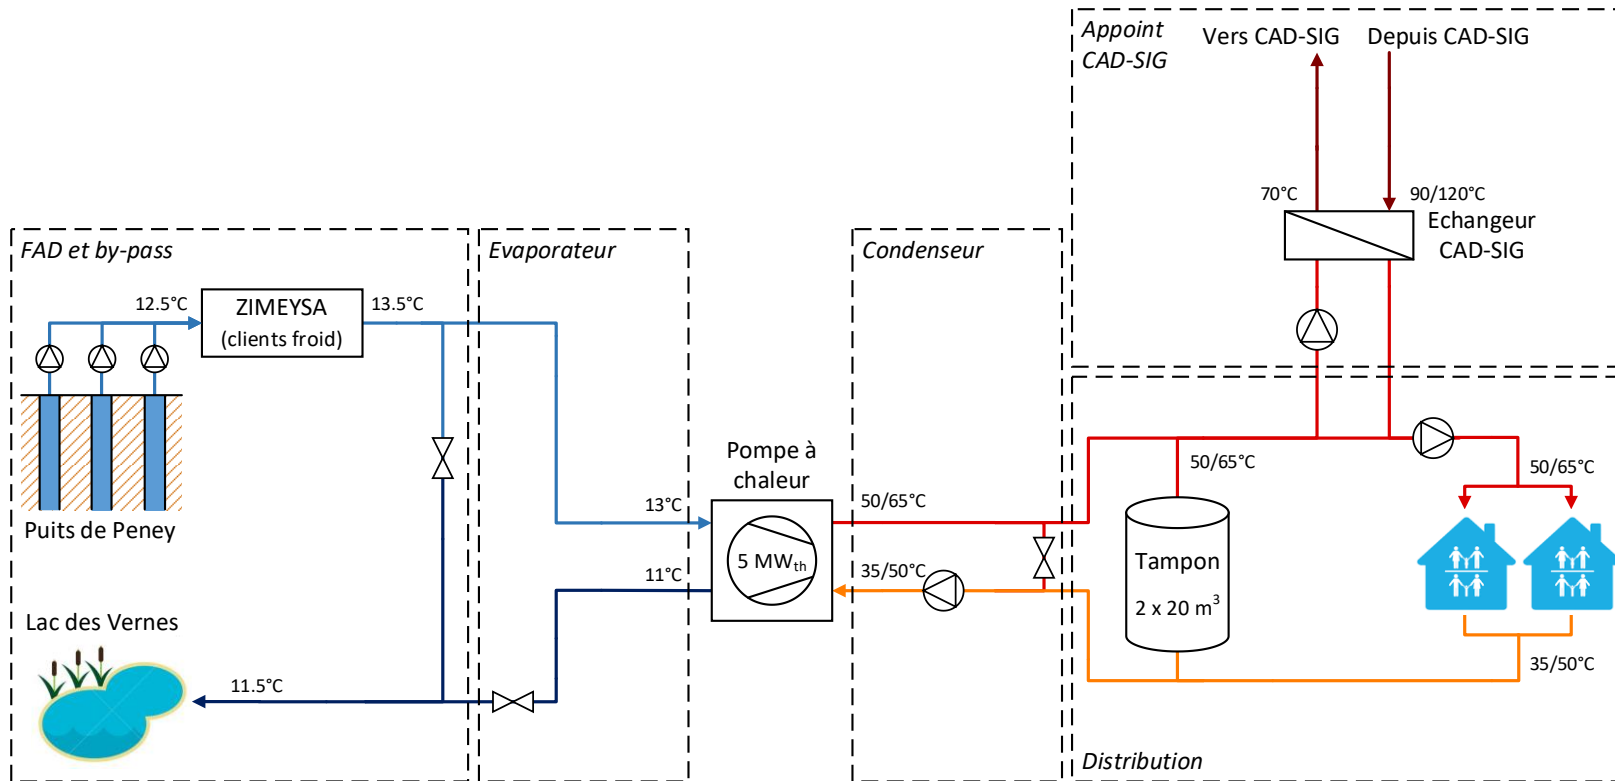 Appoint
CAD-SIG
Vers CAD-SIG
Depuis CAD-SIG
70°C
90/120°C
Echangeur
CAD-SIG
FAD et by-pass
Evaporateur
Condenseur
12.5°C
ZIMEYSA
(clients froid)
13.5°C
Puits de Peney
Pompe à
chaleur
13°C
50/65°C
5 MWth
11°C
35/50°C
50/65°C
50/65°C
Tampon
2 x 20 m³
Lac des Vernes
11.5°C
35/50°C
Distribution